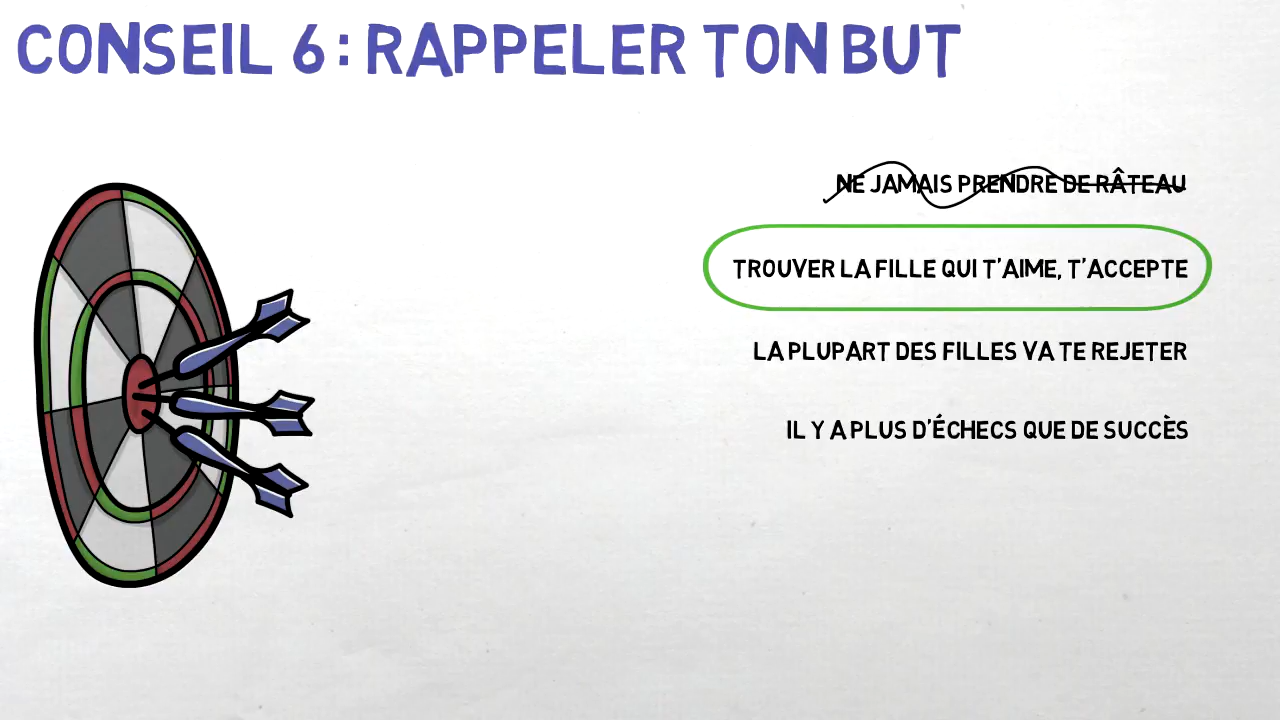 CONSEIL 6 : RAPPELER TON BUT
NE JAMAIS PRENDRE DE RÂTEAU
TROUVER LA FILLE QUI T'AIME, T'ACCEPTE
LA PLUPART DES FILLES VA TE REJETER
IL Y A PLUS D'ÉCHECS QUE DE SUCCÈS